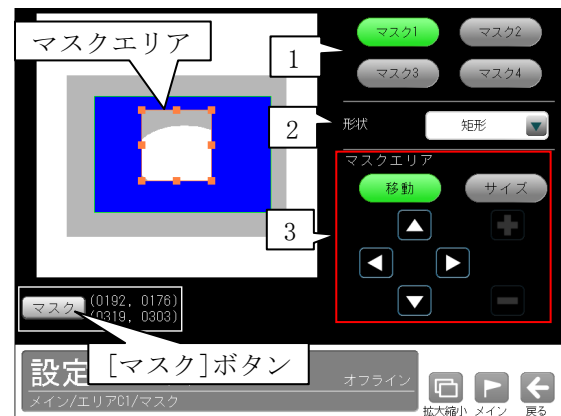 マスクエリア
1
マスク1
マスク2
マスク3
マスク4
2
形状
矩形
マスクエリア
移動
サイズ
3
マスク
(0192, 0176)
(0319, 0303)
[マスク]ボタン
設定
オフライン
メイン/エリア01/マスク
拡大縮小
メイン
戻る